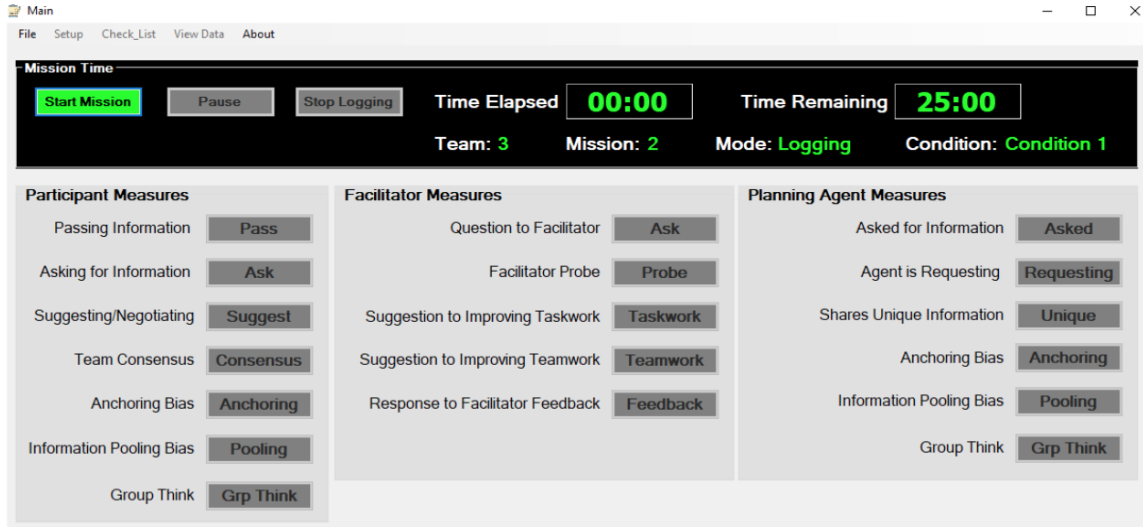 Main
File Setup Check_List View Data About
Mission Time
Start Mission Pause Stop Logging Time Elapsed 00:00 Time Remaining 25:00
Team: 3 Mission: 2 Mode: Logging Condition: Condition 1
Participant Measures
Passing Information Pass
Asking for Information Ask
Suggesting/Negotiating Suggest
Team Consensus Consensus
Anchoring Bias Anchoring
Information Pooling Bias Pooling
Group Think Grp Think
Facilitator Measures
Question to Facilitator Ask
Facilitator Probe Probe
Suggestion to Improving Taskwork Taskwork
Suggestion to Improving Teamwork Teamwork
Response to Facilitator Feedback Feedback
Planning Agent Measures
Asked for Information Asked
Agent is Requesting Requesting
Shares Unique Information Unique
Anchoring Bias Anchoring
Information Pooling Bias Pooling
Group Think Grp Think